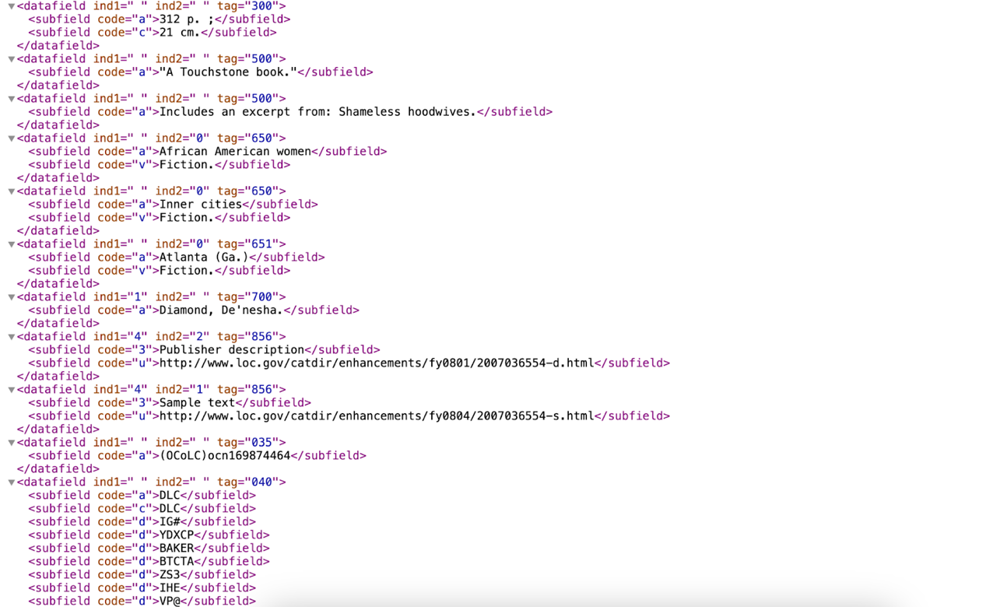 ▼<datafield ind1=" " ind2=" " tag="300">
<subfield code="a">312 p. ;</subfield>
<subfield code="c">21 cm.</subfield>
</datafield>
▼<datafield ind1=" " ind2=" " tag="500">
<subfield code="a">"A Touchstone book."</subfield>
</datafield>
▼<datafield ind1=" " ind2=" " tag="500">
<subfield code="a">Includes an excerpt from: Shameless hoodwives.</subfield>
</datafield>
▼<datafield ind1=" " ind2="0" tag="650">
<subfield code="a">African American women</subfield>
<subfield code="v">Fiction.</subfield>
</datafield>
▼<datafield ind1=" " ind2="0" tag="650">
<subfield code="a">Inner cities</subfield>
<subfield code="v">Fiction.</subfield>
</datafield>
▼<datafield ind1=" " ind2="0" tag="651">
<subfield code="a">Atlanta (Ga.)</subfield>
<subfield code="v">Fiction.</subfield>
</datafield>
▼<datafield ind1="1" ind2=" " tag="700">
<subfield code="a">Diamond, De'nesha.</subfield>
</datafield>
▼<datafield ind1="4" ind2="2" tag="856">
<subfield code="3">Publisher description</subfield>
<subfield code="u">http://www.loc.gov/catdir/enhancements/fy0801/2007036554-d.html</subfield>
</datafield>
▼<datafield ind1="4" ind2="1" tag="856">
<subfield code="3">Sample text</subfield>
<subfield code="u">http://www.loc.gov/catdir/enhancements/fy0804/2007036554-s.html</subfield>
</datafield>
▼<datafield ind1=" " ind2=" " tag="035">
<subfield code="a">(OCoLC)ocn169874464</subfield>
</datafield>
▼<datafield ind1=" " ind2=" " tag="040">
<subfield code="a">DLC</subfield>
<subfield code="c">DLC</subfield>
<subfield code="d">IG#</subfield>
<subfield code="d">YDXCP</subfield>
<subfield code="d">BAKER</subfield>
<subfield code="d">BTCTA</subfield>
<subfield code="d">ZS3</subfield>
<subfield code="d">IHE</subfield>
<subfield code="d">VP@</subfield>